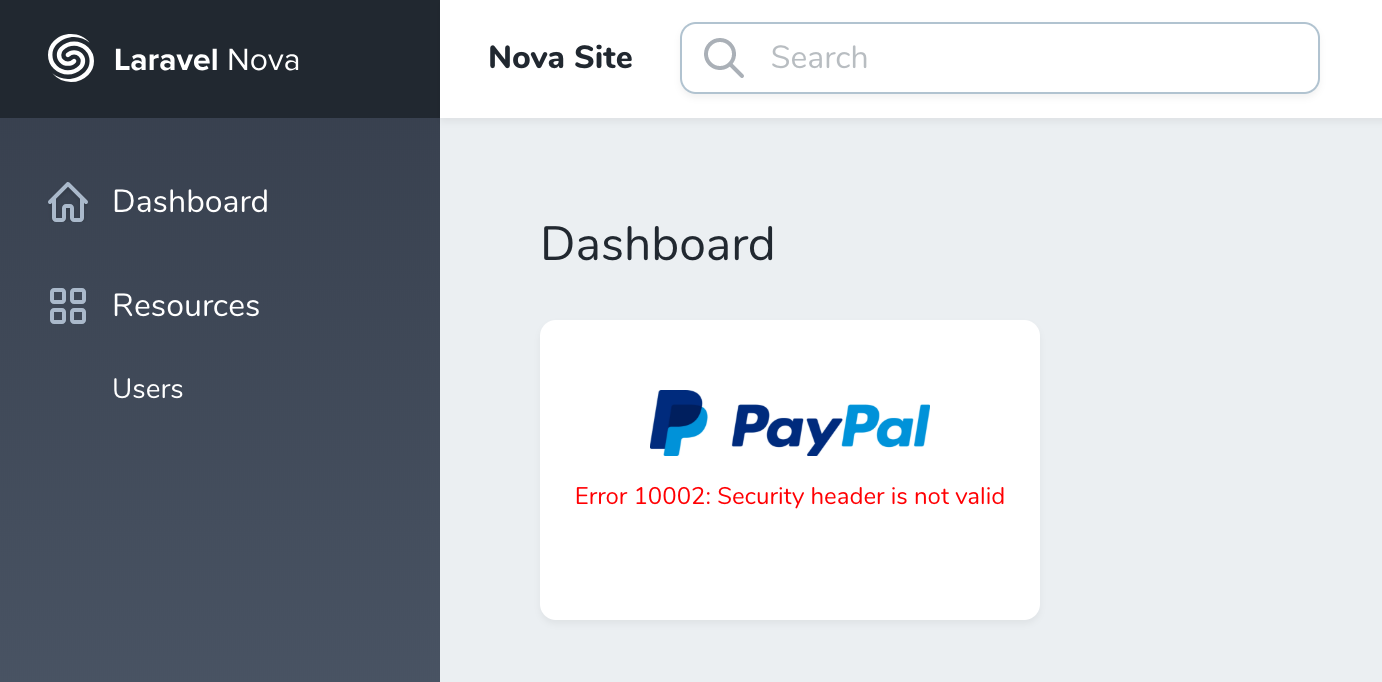 Laravel Nova
Nova Site
Search
Dashboard
Resources
Users
Dashboard
PayPal
Error 10002: Security header is not valid